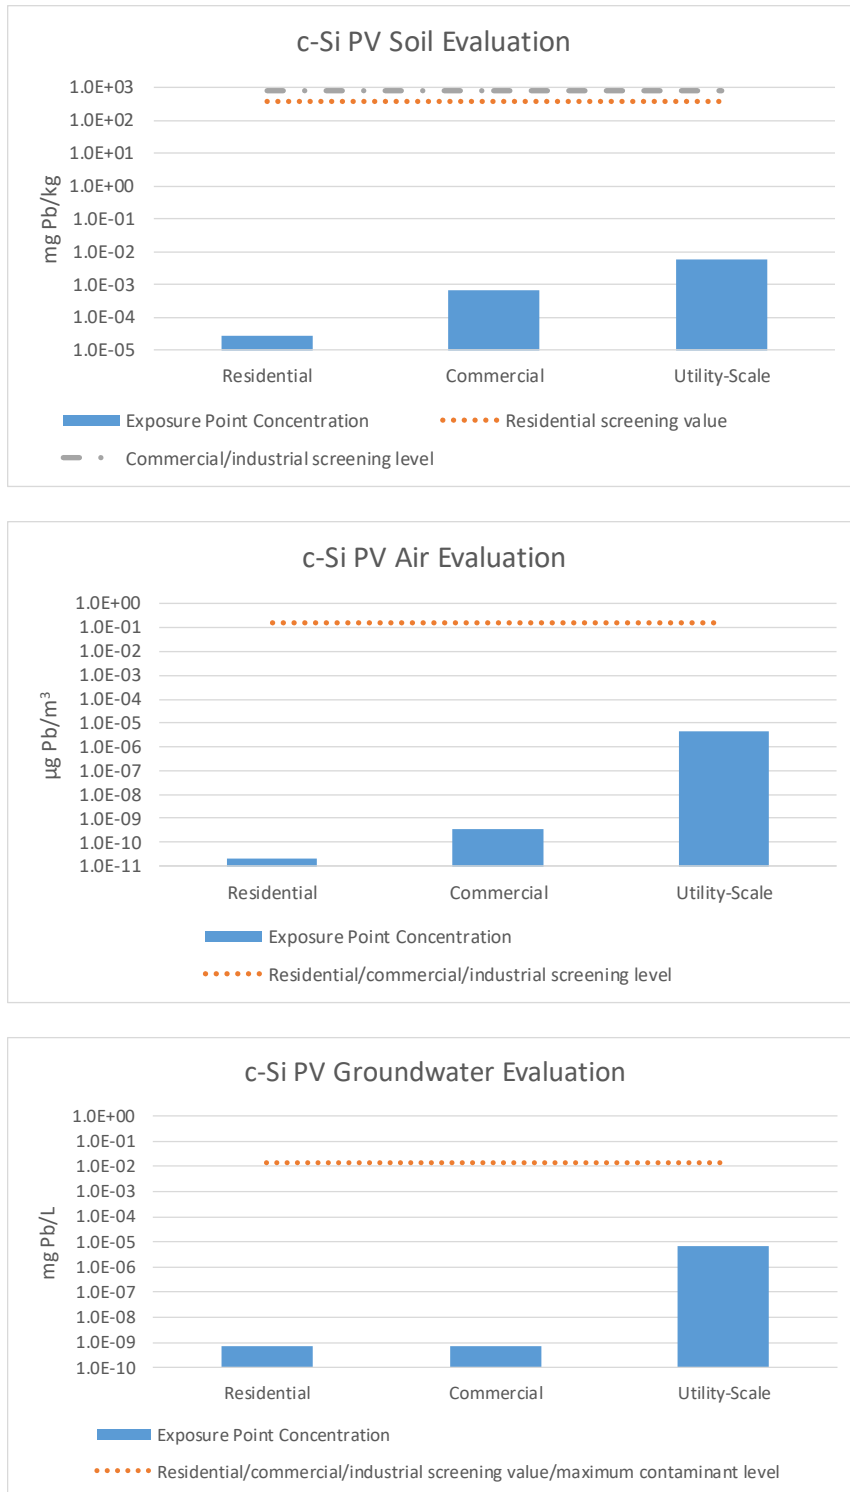 c-Si PV Soil Evaluation
mg Pb/kg
1.0E+03
1.0E+02
1.0E+01
1.0E+00
1.0E-01
1.0E-02
1.0E-03
1.0E-04
1.0E-05
Residential Commercial Utility-Scale
Exposure Point Concentration Residential screening value
Commercial/industrial screening level
c-Si PV Air Evaluation
µg Pb/m³
1.0E+00
1.0E-01
1.0E-02
1.0E-03
1.0E-04
1.0E-05
1.0E-06
1.0E-07
1.0E-08
1.0E-09
1.0E-10
1.0E-11
Residential Commercial Utility-Scale
Exposure Point Concentration
Residential/commercial/industrial screening level
c-Si PV Groundwater Evaluation
mg Pb/L
1.0E+00
1.0E-01
1.0E-02
1.0E-03
1.0E-04
1.0E-05
1.0E-06
1.0E-07
1.0E-08
1.0E-09
1.0E-10
Residential Commercial Utility-Scale
Exposure Point Concentration
Residential/commercial/industrial screening value/maximum contaminant level